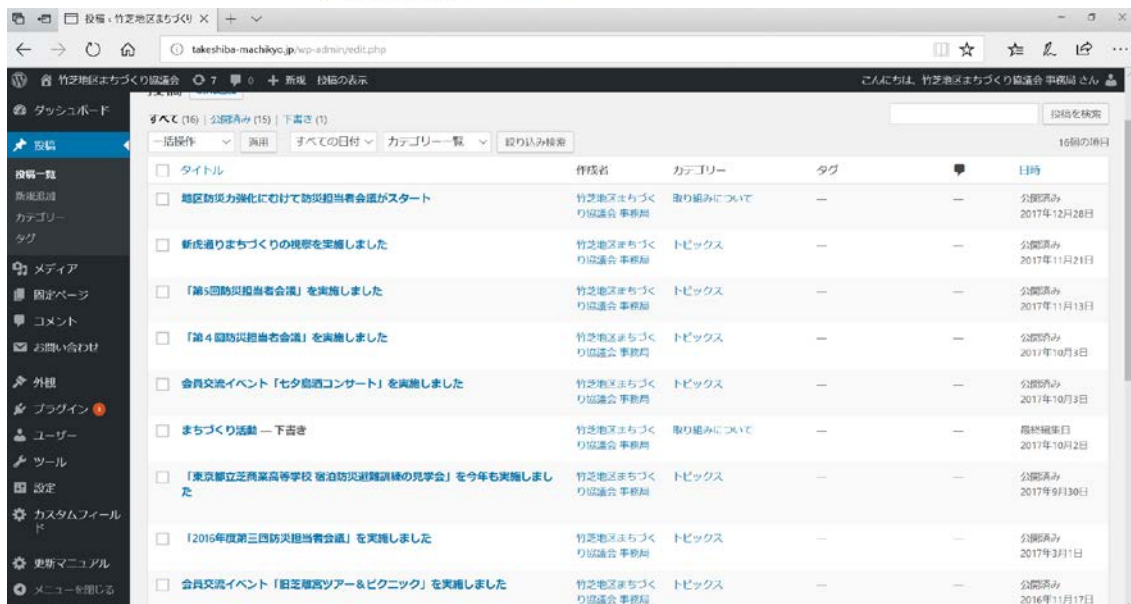 投稿 ‹ 竹芝地区まちづくり
takeshiba-machikyo.jp/wp-admin/edit.php
竹芝地区まちづくり協議会 7 0 新規 投稿の表示
こんにちは、竹芝地区まちづくり協議会 事務局 さん
ダッシュボード
投稿
投稿一覧
新規追加
カテゴリー
タグ
メディア
固定ページ
コメント
お問い合わせ
外観
プラグイン
ユーザー
ツール
設定
カスタムフィール
ド
更新マニュアル
メニューを閉じる
すべて (16) | 公開済み (15) | 下書き (1)
投稿を検索
一括操作 適用 すべての日付 カテゴリー一覧 絞り込み検索
16個の項目
タイトル 作成者 カテゴリー タグ 日時
地区防災力強化にむけて防災担当者会議がスタート 竹芝地区まちづく 取り組みについて — — 公開済み
り協議会 事務局 2017年12月28日
新虎通りまちづくりの視察を実施しました 竹芝地区まちづく トピックス — — 公開済み
り協議会 事務局 2017年11月21日
「第5回防災担当者会議」を実施しました 竹芝地区まちづく トピックス — — 公開済み
り協議会 事務局 2017年11月13日
「第４回防災担当者会議」を実施しました 竹芝地区まちづく トピックス — — 公開済み
り協議会 事務局 2017年10月3日
会員交流イベント「七夕島酒コンサート」を実施しました 竹芝地区まちづく トピックス — — 公開済み
り協議会 事務局 2017年10月3日
まちづくり活動 — 下書き 竹芝地区まちづく 取り組みについて — — 最終編集日
り協議会 事務局 2017年10月2日
「東京都立芝商業高等学校 宿泊防災避難訓練の見学会」を今年も実施しまし 竹芝地区まちづく トピックス — — 公開済み
た り協議会 事務局 2017年9月30日
「2016年度第三回防災担当者会議」を実施しました 竹芝地区まちづく トピックス — — 公開済み
り協議会 事務局 2017年3月1日
会員交流イベント「旧芝離宮ツアー＆ピクニック」を実施しました 竹芝地区まちづく トピックス — — 公開済み
り協議会 事務局 2016年11月17日